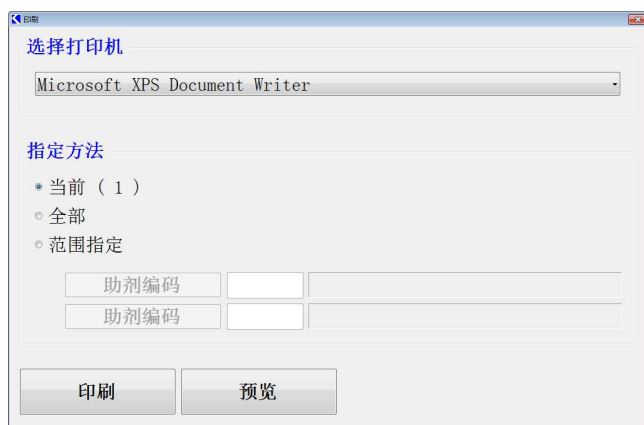 印刷
选择打印机
Microsoft XPS Document Writer
指定方法
当前 ( 1 )
全部
范围指定
助剂编码
助剂编码
印刷 预览